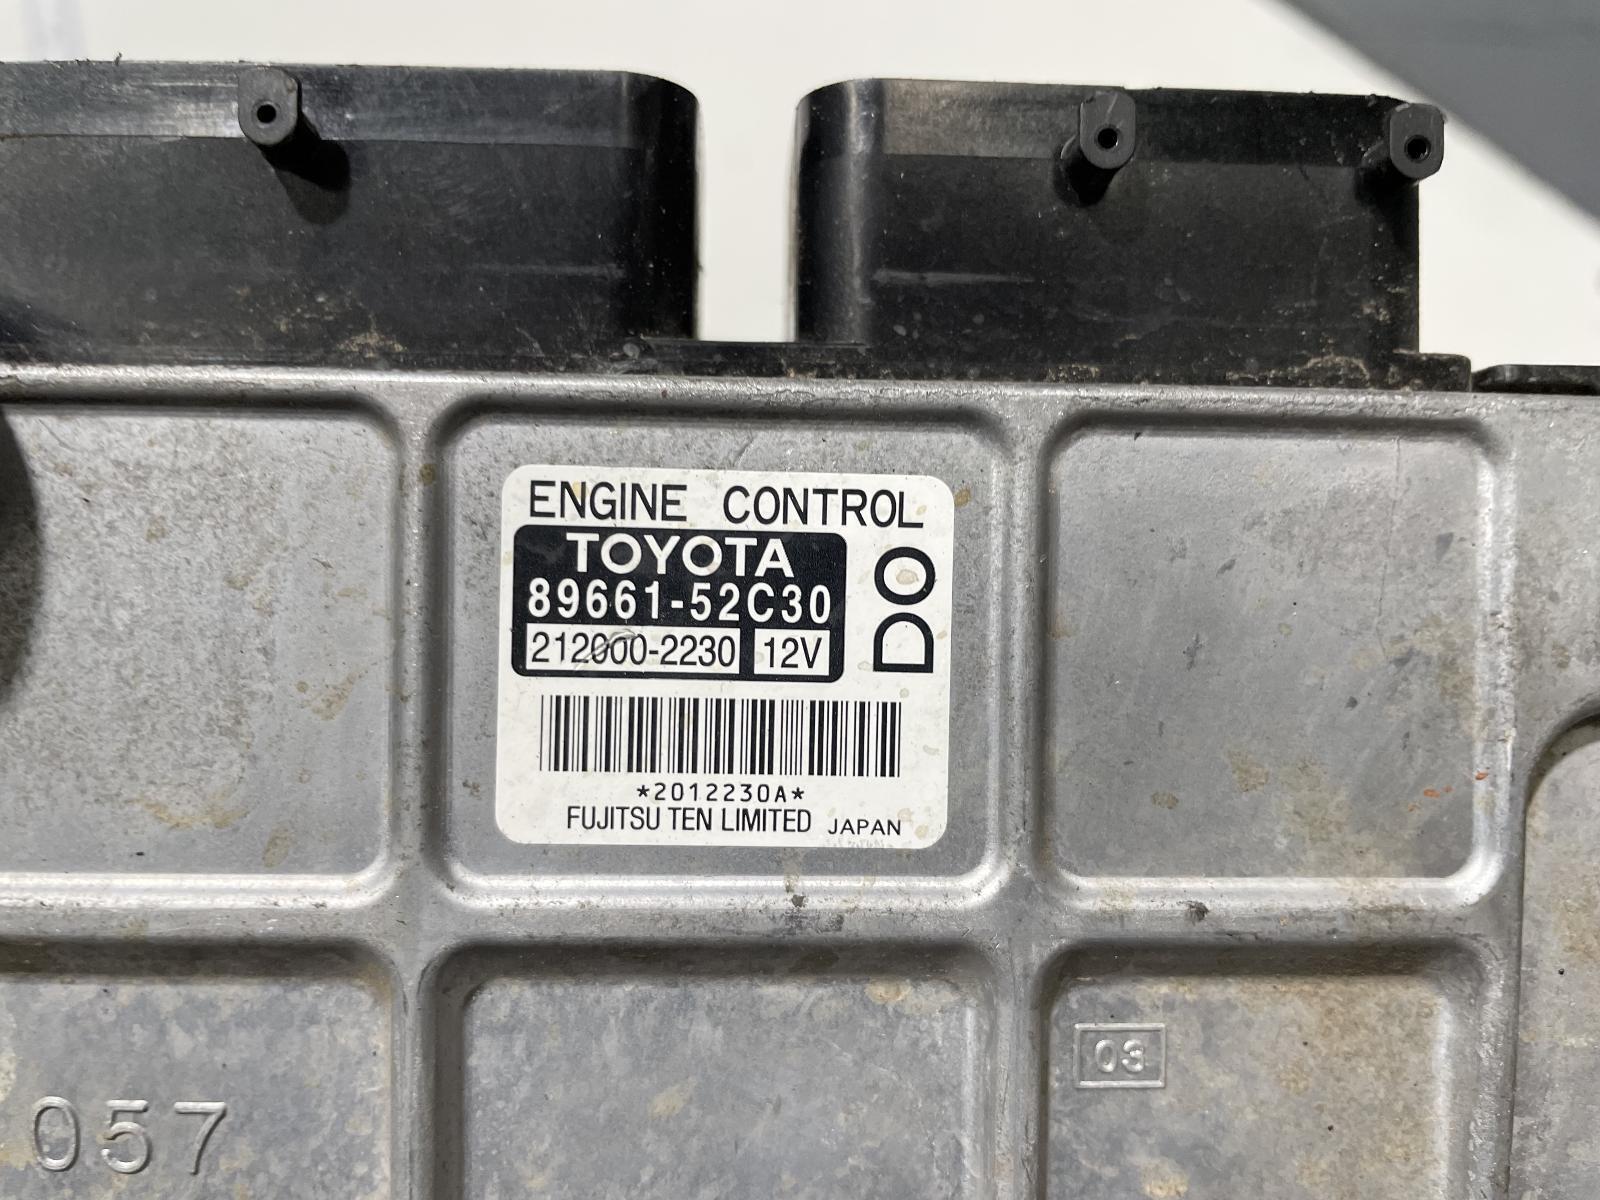 ENGINE CONTROL
TOYOTA
89661-52C30
212000-2230 12V
DO
*2012230A*
FUJITSU TEN LIMITED JAPAN
03
057